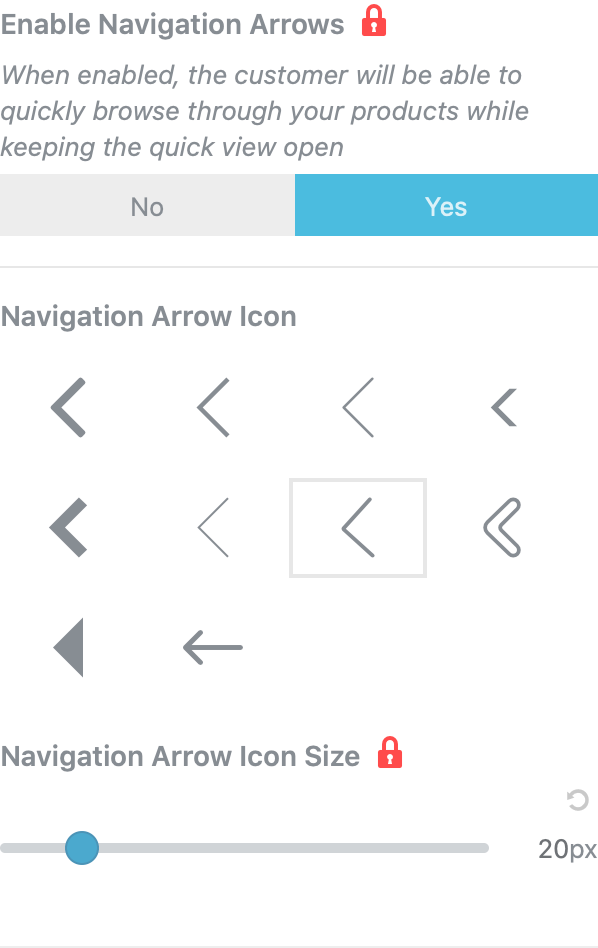 Enable Navigation Arrows
When enabled, the customer will be able to
quickly browse through your products while
keeping the quick view open
No
Yes
Navigation Arrow Icon
Navigation Arrow Icon Size
20px